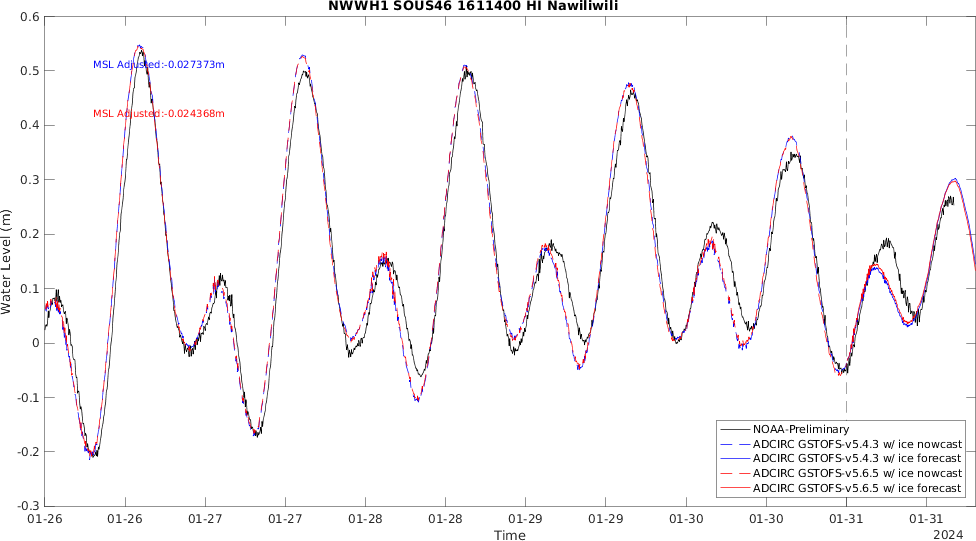 NWWH1 SOUS46 1611400 HI Nawiliwili
0.6
0.5
0.4
0.3
0.2
0.1
0
-0.1
-0.2
-0.3
Water Level (m)
MSL Adjusted:-0.027373m
MSL Adjusted:-0.024368m
NOAA-Preliminary
ADCIRC GSTOFS-v5.4.3 w/ ice nowcast
ADCIRC GSTOFS-v5.4.3 w/ ice forecast
ADCIRC GSTOFS-v5.6.5 w/ ice nowcast
ADCIRC GSTOFS-v5.6.5 w/ ice forecast
01-26 01-26 01-27 01-27 01-28 01-28 01-29 01-29 01-30 01-30 01-31 01-31
2024
Time